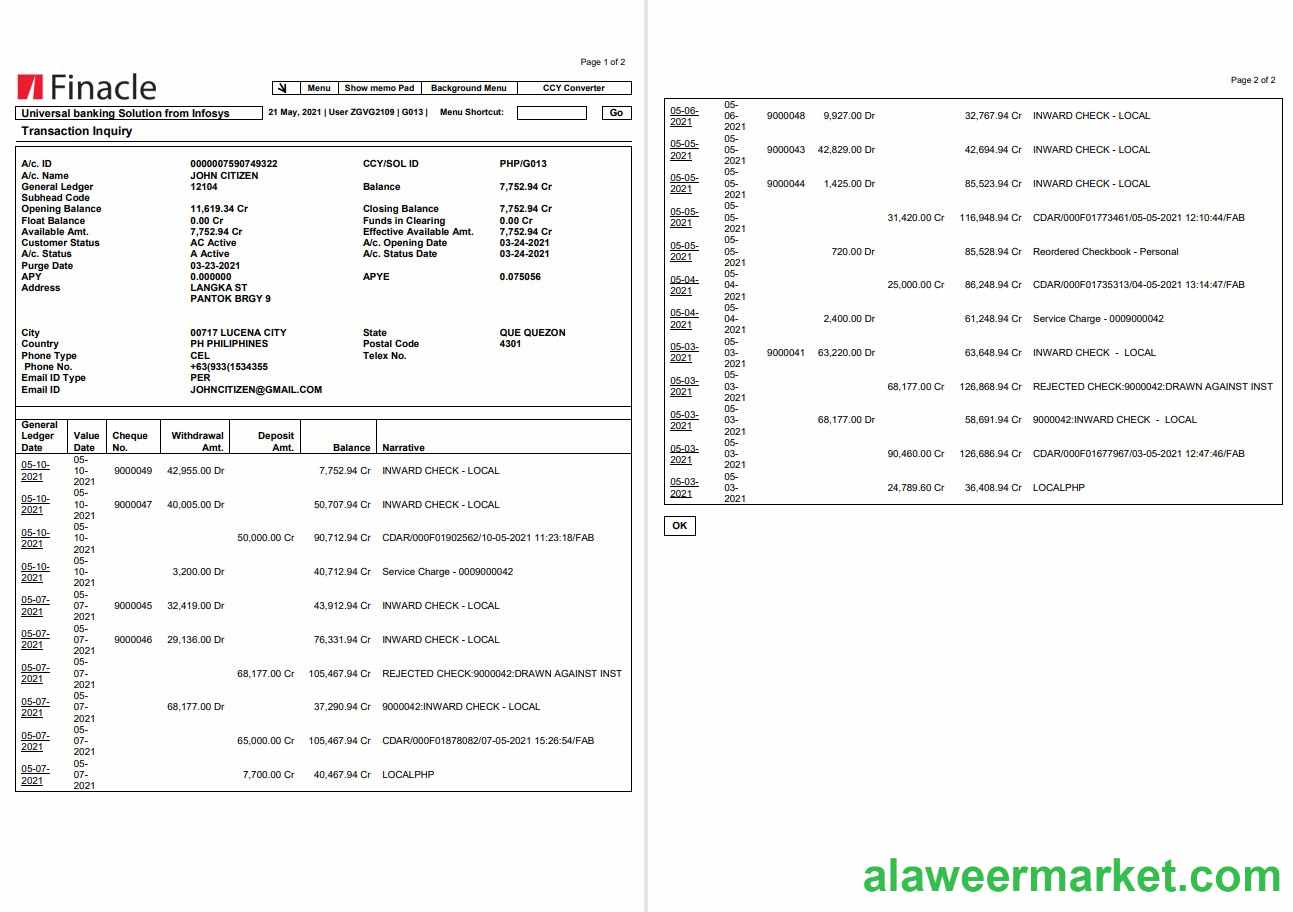 Page 1 of 2
Finacle
Menu Show memo Pad Background Menu CCY Converter
Universal banking Solution from Infosys 21 May, 2021 | User ZGVG2109 | G013 | Menu Shortcut: Go
Transaction Inquiry
A/c. ID 0000007590749322 CCY/SOL ID PHP/G013
A/c. Name JOHN CITIZEN
General Ledger 12104 Balance 7,752.94 Cr
Subhead Code
Opening Balance 11,619.34 Cr Closing Balance 7,752.94 Cr
Float Balance 0.00 Cr Funds in Clearing 0.00 Cr
Available Amt. 7,752.94 Cr Effective Available Amt. 7,752.94 Cr
Customer Status AC Active A/c. Opening Date 03-24-2021
A/c. Status A Active A/c. Status Date 03-24-2021
Purge Date 03-23-2021
APY 0.000000 APYE 0.075056
Address LANGKA ST
PANTOK BRGY 9
City 00717 LUCENA CITY State QUE QUEZON
Country PH PHILIPHINES Postal Code 4301
Phone Type CEL Telex No.
Phone No. +63(933(1534355
Email ID Type PER
Email ID JOHNCITIZEN@GMAIL.COM
General
Ledger Value Cheque Withdrawal Deposit
Date Date No. Amt. Amt. Balance Narrative
05-10-2021 05-10-2021 9000049 42,955.00 Dr 7,752.94 Cr INWARD CHECK - LOCAL
05-10-2021 05-10-2021 9000047 40,005.00 Dr 50,707.94 Cr INWARD CHECK - LOCAL
05-10-2021 05-10-2021 50,000.00 Cr 90,712.94 Cr CDAR/000F01902562/10-05-2021 11:23:18/FAB
05-10-2021 05-10-2021 3,200.00 Dr 40,712.94 Cr Service Charge - 0009000042
05-07-2021 05-07-2021 9000045 32,419.00 Dr 43,912.94 Cr INWARD CHECK - LOCAL
05-07-2021 05-07-2021 9000046 29,136.00 Dr 76,331.94 Cr INWARD CHECK - LOCAL
05-07-2021 05-07-2021 68,177.00 Cr 105,467.94 Cr REJECTED CHECK:9000042:DRAWN AGAINST INST
05-07-2021 05-07-2021 68,177.00 Dr 37,290.94 Cr 9000042:INWARD CHECK - LOCAL
05-07-2021 05-07-2021 65,000.00 Cr 105,467.94 Cr CDAR/000F01878082/07-05-2021 15:26:54/FAB
05-07-2021 05-07-2021 7,700.00 Cr 40,467.94 Cr LOCALPHP
Page 2 of 2
05-06-2021 05-06-2021 9000048 9,927.00 Dr 32,767.94 Cr INWARD CHECK - LOCAL
05-05-2021 05-05-2021 9000043 42,829.00 Dr 42,694.94 Cr INWARD CHECK - LOCAL
05-05-2021 05-05-2021 9000044 1,425.00 Dr 85,523.94 Cr INWARD CHECK - LOCAL
05-05-2021 05-05-2021 31,420.00 Cr 116,948.94 Cr CDAR/000F01773461/05-05-2021 12:10:44/FAB
05-05-2021 05-05-2021 720.00 Dr 85,528.94 Cr Reordered Checkbook - Personal
05-04-2021 05-04-2021 25,000.00 Cr 86,248.94 Cr CDAR/000F01735313/04-05-2021 13:14:47/FAB
05-04-2021 05-04-2021 2,400.00 Dr 61,248.94 Cr Service Charge - 0009000042
05-03-2021 05-03-2021 9000041 63,220.00 Dr 63,648.94 Cr INWARD CHECK - LOCAL
05-03-2021 05-03-2021 68,177.00 Cr 126,868.94 Cr REJECTED CHECK:9000042:DRAWN AGAINST INST
05-03-2021 05-03-2021 68,177.00 Dr 58,691.94 Cr 9000042:INWARD CHECK - LOCAL
05-03-2021 05-03-2021 90,460.00 Cr 126,686.94 Cr CDAR/000F01677967/03-05-2021 12:47:46/FAB
05-03-2021 05-03-2021 24,789.60 Cr 36,408.94 Cr LOCALPHP
OK
alaweermarket.com